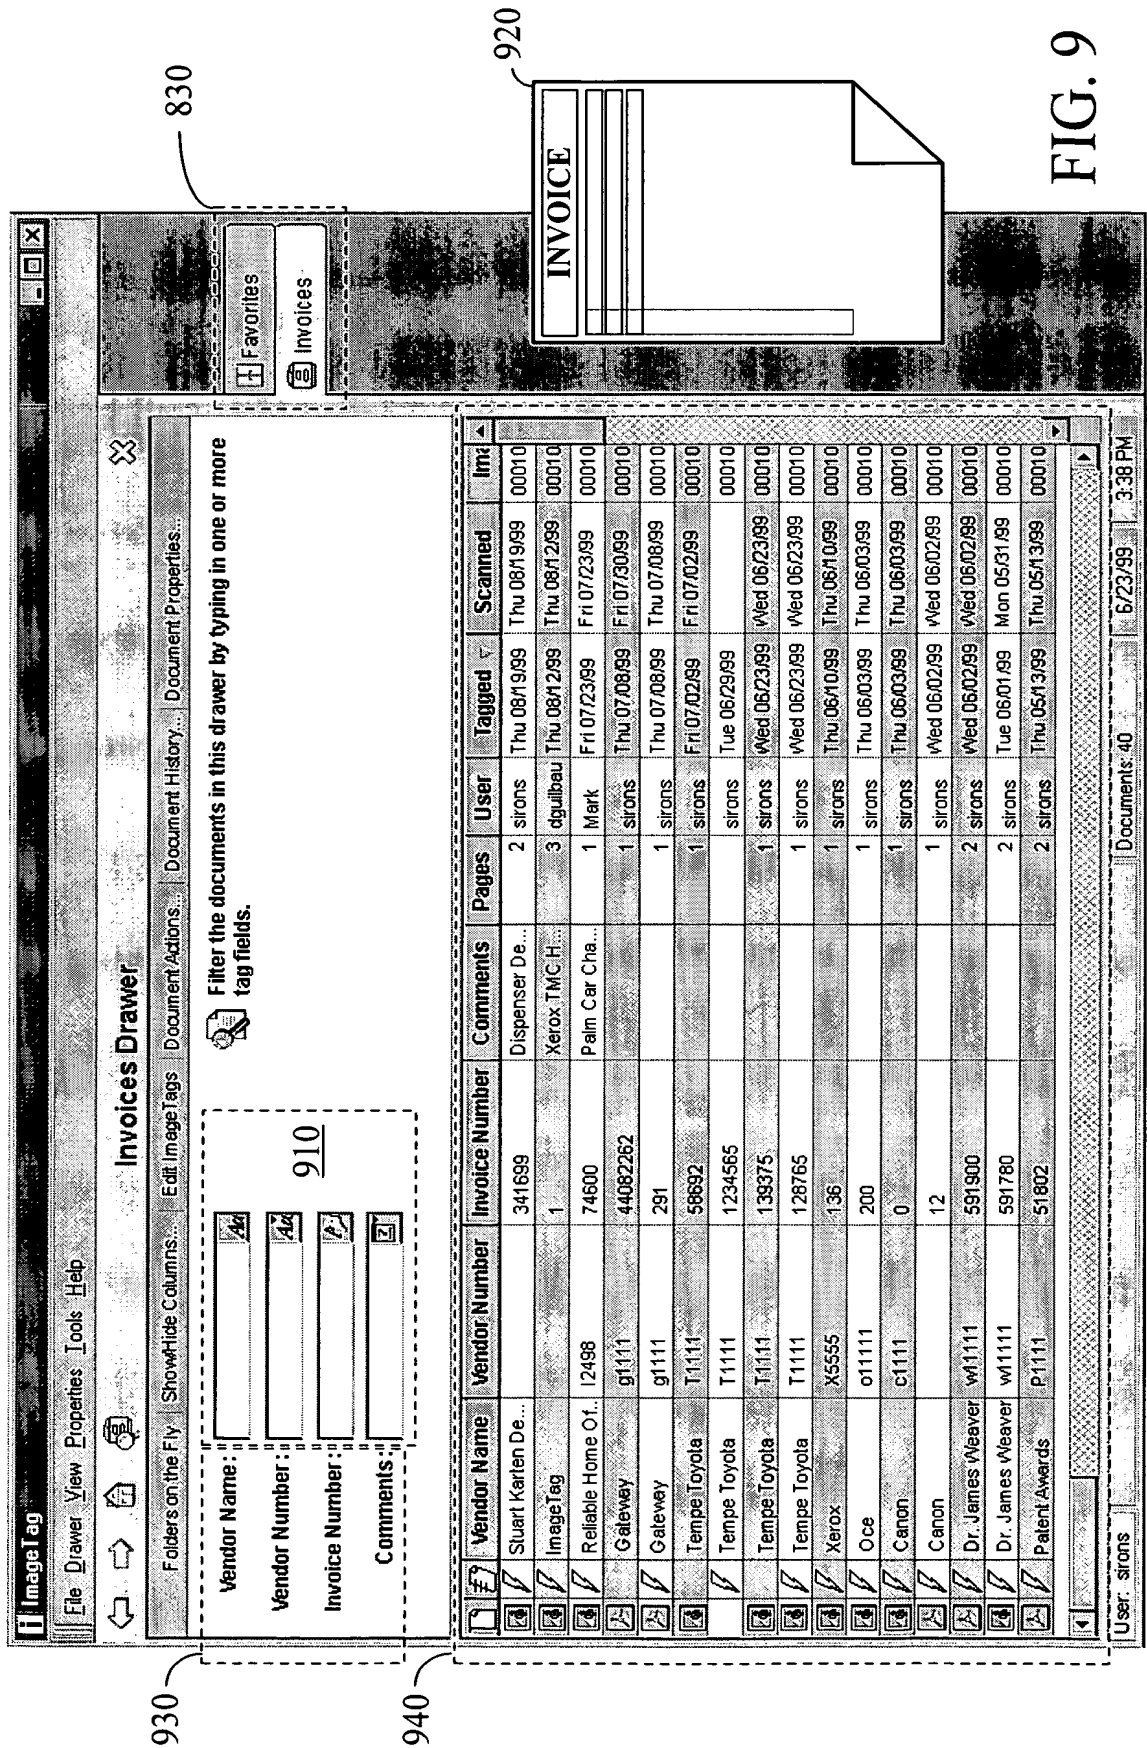 ImageTag
File Drawer View Properties Tools Help
Invoices Drawer
Folders on the Fly Show/Hide Columns... Edit ImageTags Document Actions... Document History... Document Properties...
Vendor Name:
Vendor Number:
Invoice Number:
Comments:
910
Filter the documents in this drawer by typing in one or more
tag fields.
Favorites
Invoices
830
930
940
Vendor Name Vendor Number Invoice Number Comments Pages User Tagged Scanned Ima
Stuart Karten De... 341699 Dispenser De... 2 sirons Thu 08/19/99 Thu 08/19/99 00010
ImageTag 1 Xerox TMC H... 3 dguilbau Thu 08/12/99 Thu 08/12/99 00010
Reliable Home Of... 12498 74600 Palm Car Cha... 1 Mark Fri 07/23/99 Fri 07/23/99 00010
Gateway g1111 44082262 1 sirons Thu 07/08/99 Fri 07/30/99 00010
Gateway g1111 291 1 sirons Thu 07/08/99 Thu 07/08/99 00010
Tempe Toyota T1111 58692 1 sirons Fri 07/02/99 Fri 07/02/99 00010
Tempe Toyota T1111 1234565 sirons Tue 06/29/99 00010
Tempe Toyota T1111 139375 1 sirons Wed 06/23/99 Wed 06/23/99 00010
Tempe Toyota T1111 128765 1 sirons Wed 06/23/99 Wed 06/23/99 00010
Xerox X5555 136 1 sirons Thu 06/10/99 Thu 06/10/99 00010
Oce o1111 200 1 sirons Thu 06/03/99 Thu 06/03/99 00010
Canon c1111 0 1 sirons Thu 06/03/99 Thu 06/03/99 00010
Canon 12 1 sirons Wed 06/02/99 Wed 06/02/99 00010
Dr. James Weaver w1111 591900 2 sirons Wed 06/02/99 Wed 06/02/99 00010
Dr. James Weaver w1111 591780 2 sirons Tue 06/01/99 Mon 05/31/99 00010
Patent Awards P1111 51802 2 sirons Thu 05/13/99 Thu 05/13/99 00010
User: sirons Documents: 40 6/23/99 3:38 PM
INVOICE
920
FIG. 9